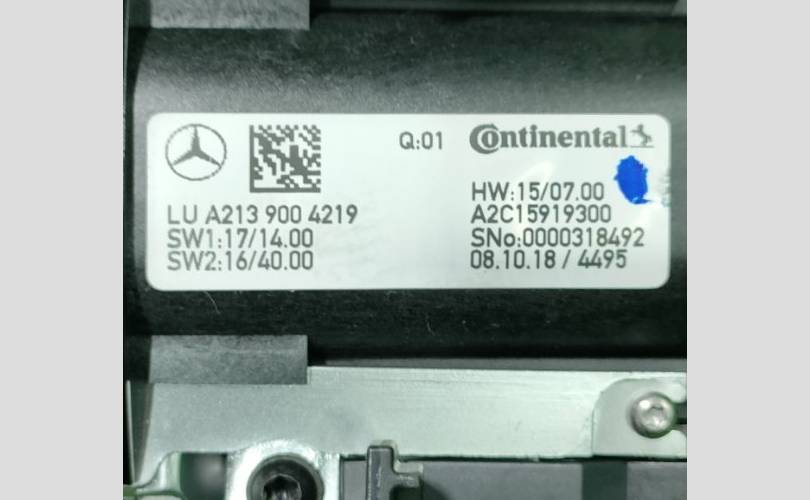 Q:01 Continental
HW:15/07.00
LU A213 900 4219 A2C15919300
SW1:17/14.00 SNo:0000318492
SW2:16/40.00 08.10.18 / 4495